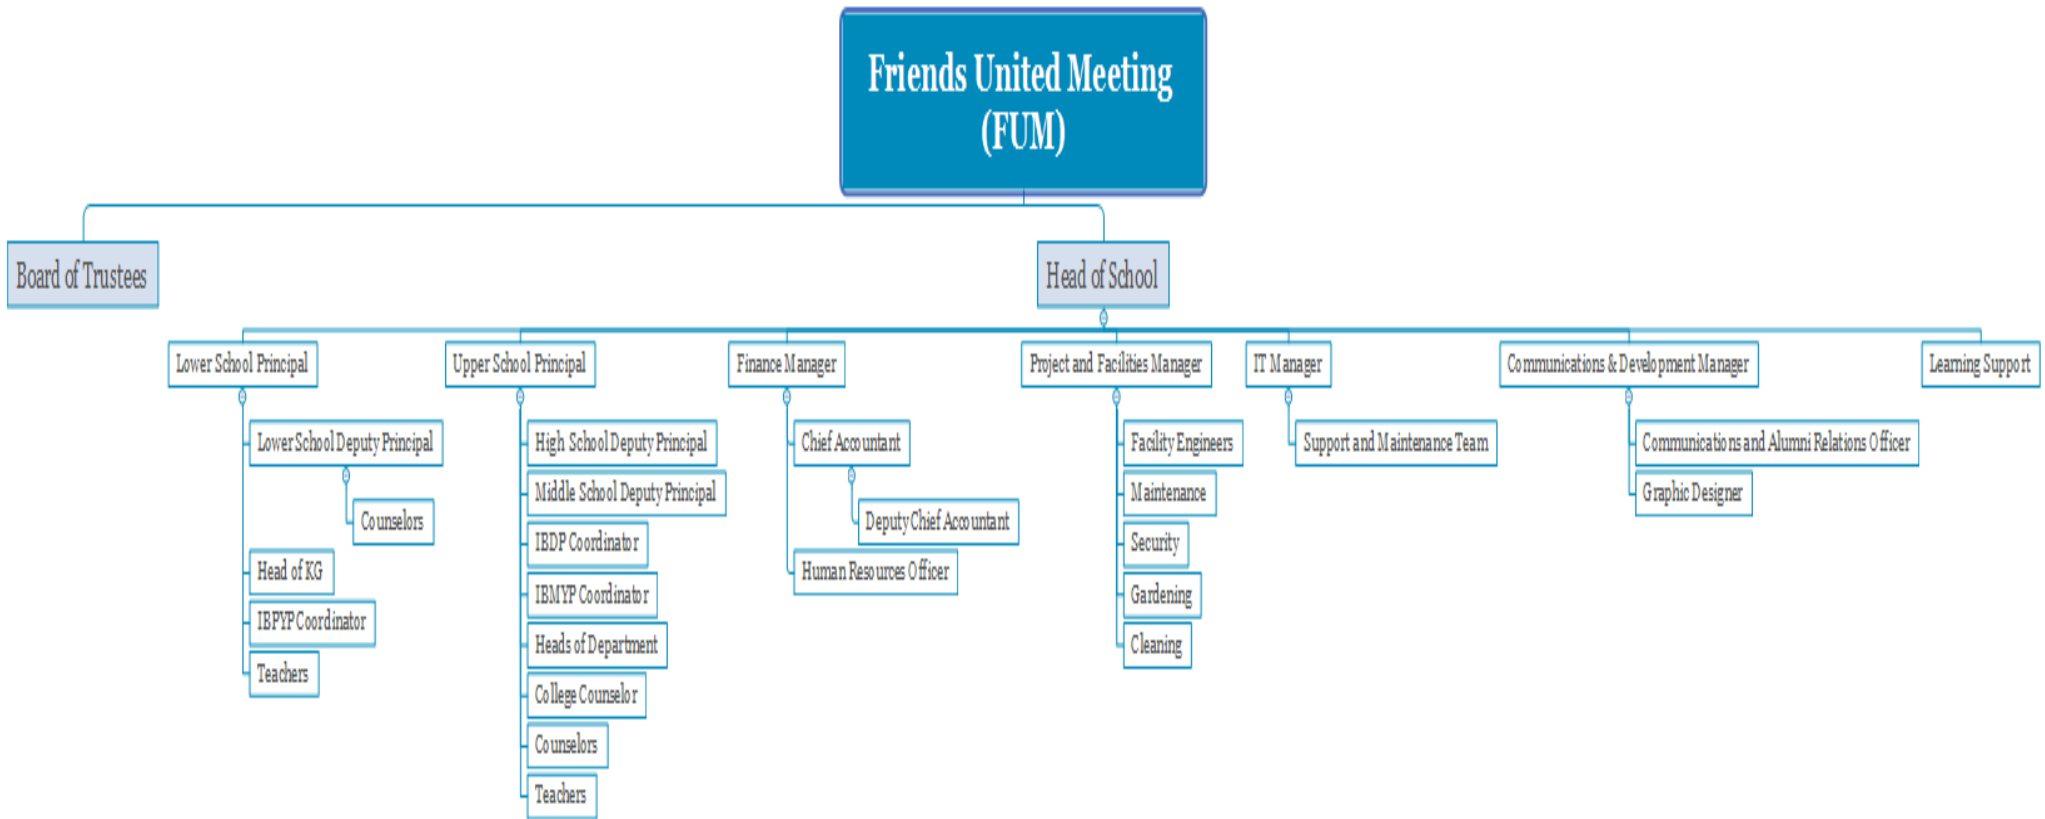 Friends United Meeting
(FUM)
Board of Trustees
Head of School
Lower School Principal
Lower School Deputy Principal
Counselors
Head of KG
IBPYP Coordinator
Teachers
Upper School Principal
High School Deputy Principal
Middle School Deputy Principal
IBDP Coordinator
IBMYP Coordinator
Heads of Department
College Counselor
Counselors
Teachers
Finance Manager
Chief Accountant
Deputy Chief Accountant
Human Resources Officer
Project and Facilities Manager
Facility Engineers
Maintenance
Security
Gardening
Cleaning
IT Manager
Support and Maintenance Team
Communications & Development Manager
Communications and Alumni Relations Officer
Graphic Designer
Learning Support